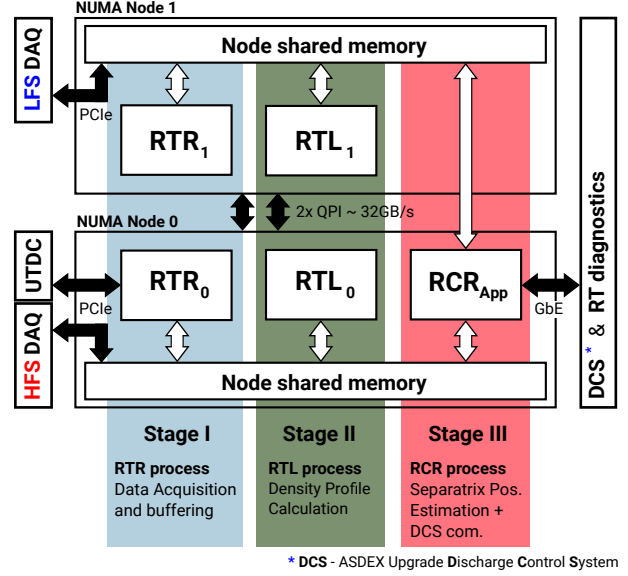 NUMA Node 1
Node shared memory
LFS DAQ
PCIe
RTR1
RTL1
2x QPI ~ 32GB/s
NUMA Node 0
UTDC
PCIe
HFS DAQ
RTR0
RTL0
RCRApp
GbE
DCS * & RT diagnostics
Node shared memory
Stage I
Stage II
Stage III
RTR process
Data Acquisition
and buffering
RTL process
Density Profile
Calculation
RCR process
Separatrix Pos.
Estimation +
DCS com.
* DCS - ASDEX Upgrade Discharge Control System